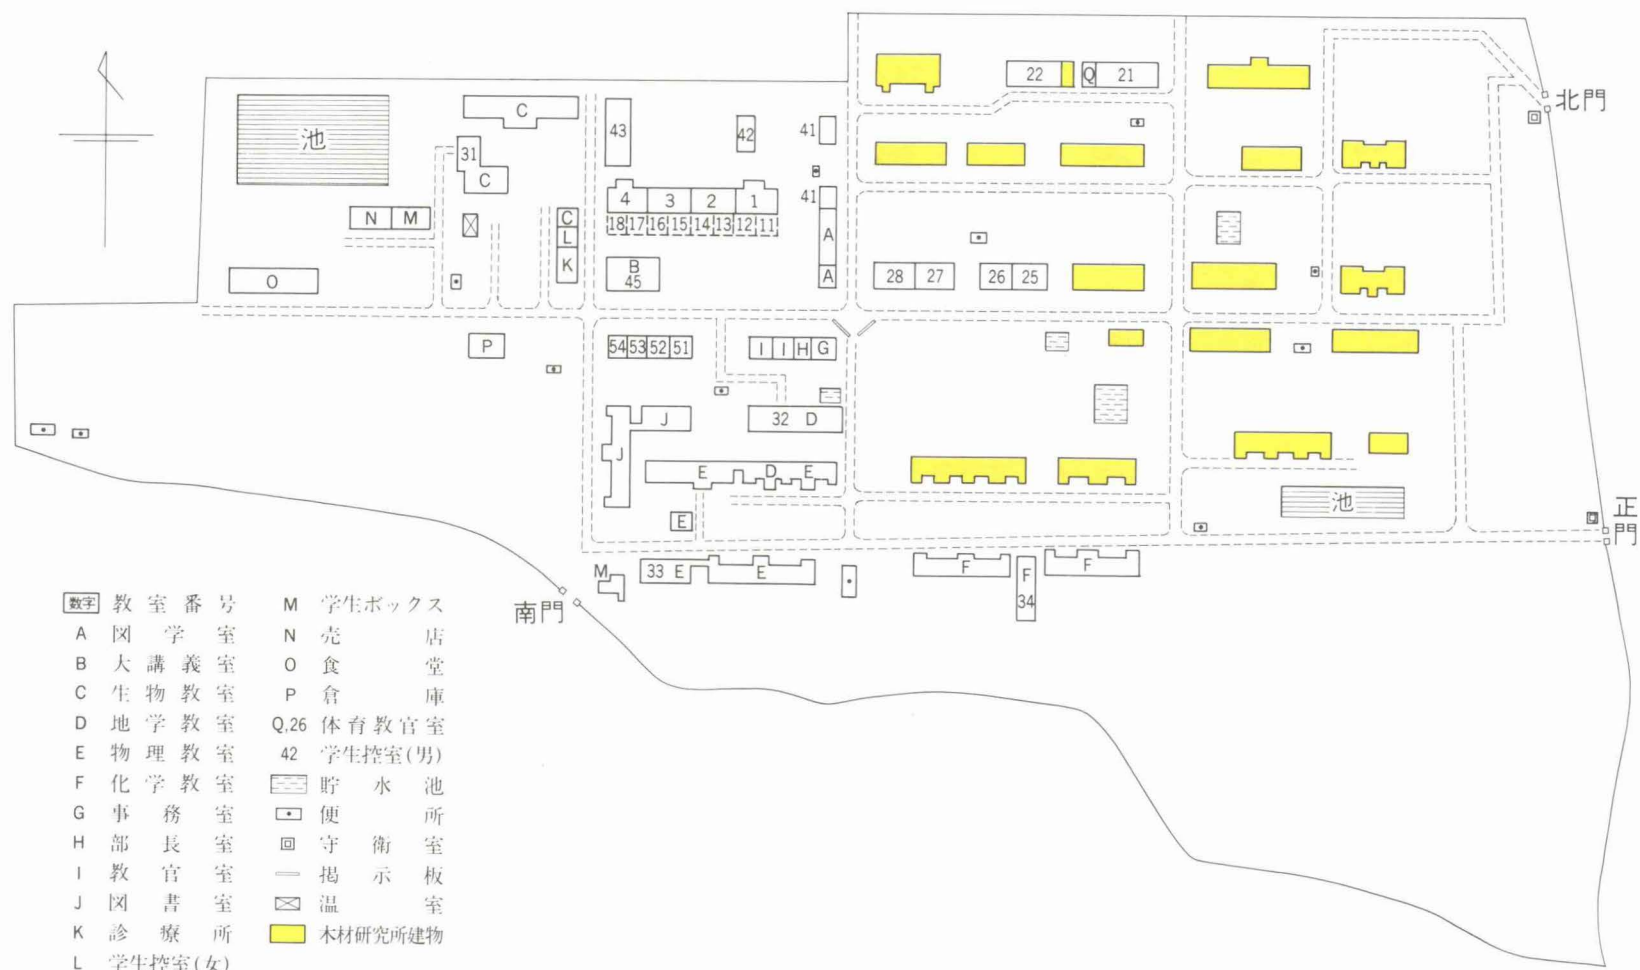 22
Q
21
北門
池
C
43
42
41
31
C
4
3
2
1
41
N
M
C
18
17
16
15
14
13
12
11
L
A
K
B
45
A
O
28
27
26
25
P
54
53
52
51
I
I
H
G
J
32 D
J
E
D
E
池
正門
E
M
33 E
E
F
F
F
34
南門
数字 教室番号
A 図学室
B 大講義室
C 生物教室
D 地学教室
E 物理教室
F 化学教室
G 事務室
H 部長室
I 教官室
J 図書室
K 診療所
L 学生控室(女)
M 学生ボックス
N 売店
O 食堂
P 倉庫
Q,26 体育教官室
42 学生控室(男)
貯水池
便所
守衛室
掲示板
温室
木材研究所建物